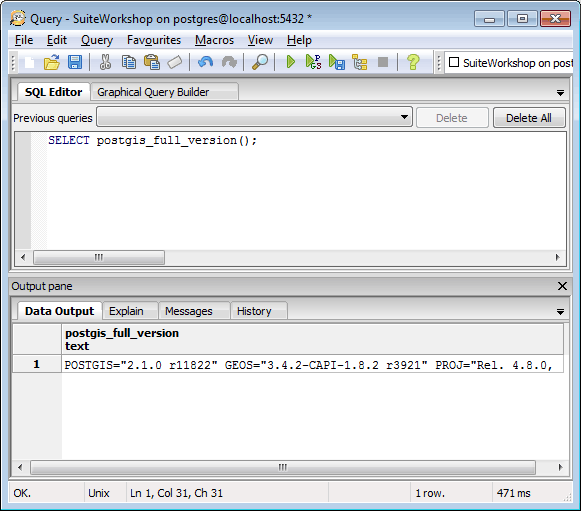 Query - SuiteWorkshop on postgres@localhost:5432 *
File Edit Query Favourites Macros View Help
SuiteWorkshop on post
SQL Editor Graphical Query Builder
Previous queries Delete Delete All
SELECT postgis_full_version();
Output pane
Data Output Explain Messages History
postgis_full_version
text
1 POSTGIS="2.1.0 r11822" GEOS="3.4.2-CAPI-1.8.2 r3921" PROJ="Rel. 4.8.0,
OK. Unix Ln 1, Col 31, Ch 31 1 row. 471 ms